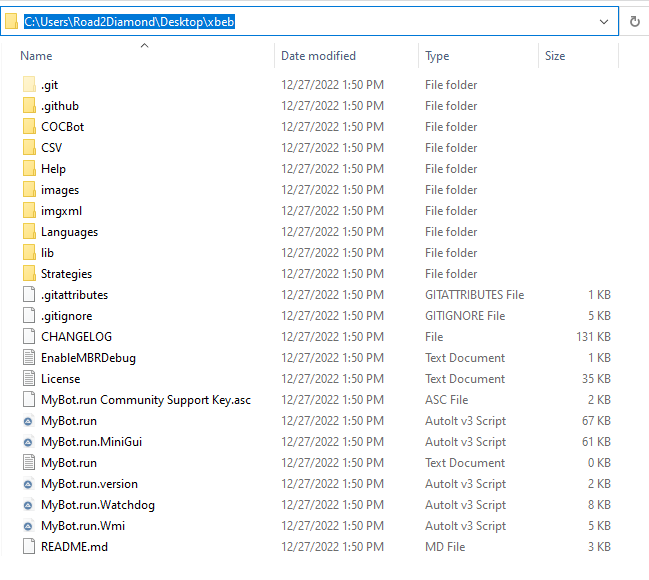 C:\Users\Road2Diamond\Desktop\xbeb
Name Date modified Type Size
.git 12/27/2022 1:50 PM File folder
.github 12/27/2022 1:50 PM File folder
COCBot 12/27/2022 1:50 PM File folder
CSV 12/27/2022 1:50 PM File folder
Help 12/27/2022 1:50 PM File folder
images 12/27/2022 1:50 PM File folder
imgxml 12/27/2022 1:50 PM File folder
Languages 12/27/2022 1:50 PM File folder
lib 12/27/2022 1:50 PM File folder
Strategies 12/27/2022 1:50 PM File folder
.gitattributes 12/27/2022 1:50 PM GITATTRIBUTES File 1 KB
.gitignore 12/27/2022 1:50 PM GITIGNORE File 5 KB
CHANGELOG 12/27/2022 1:50 PM File 131 KB
EnableMBRDebug 12/27/2022 1:50 PM Text Document 1 KB
License 12/27/2022 1:50 PM Text Document 35 KB
MyBot.run Community Support Key.asc 12/27/2022 1:50 PM ASC File 2 KB
MyBot.run 12/27/2022 1:50 PM AutoIt v3 Script 67 KB
MyBot.run.MiniGui 12/27/2022 1:50 PM AutoIt v3 Script 61 KB
MyBot.run 12/27/2022 1:50 PM Text Document 0 KB
MyBot.run.version 12/27/2022 1:50 PM AutoIt v3 Script 2 KB
MyBot.run.Watchdog 12/27/2022 1:50 PM AutoIt v3 Script 8 KB
MyBot.run.Wmi 12/27/2022 1:50 PM AutoIt v3 Script 5 KB
README.md 12/27/2022 1:50 PM MD File 3 KB